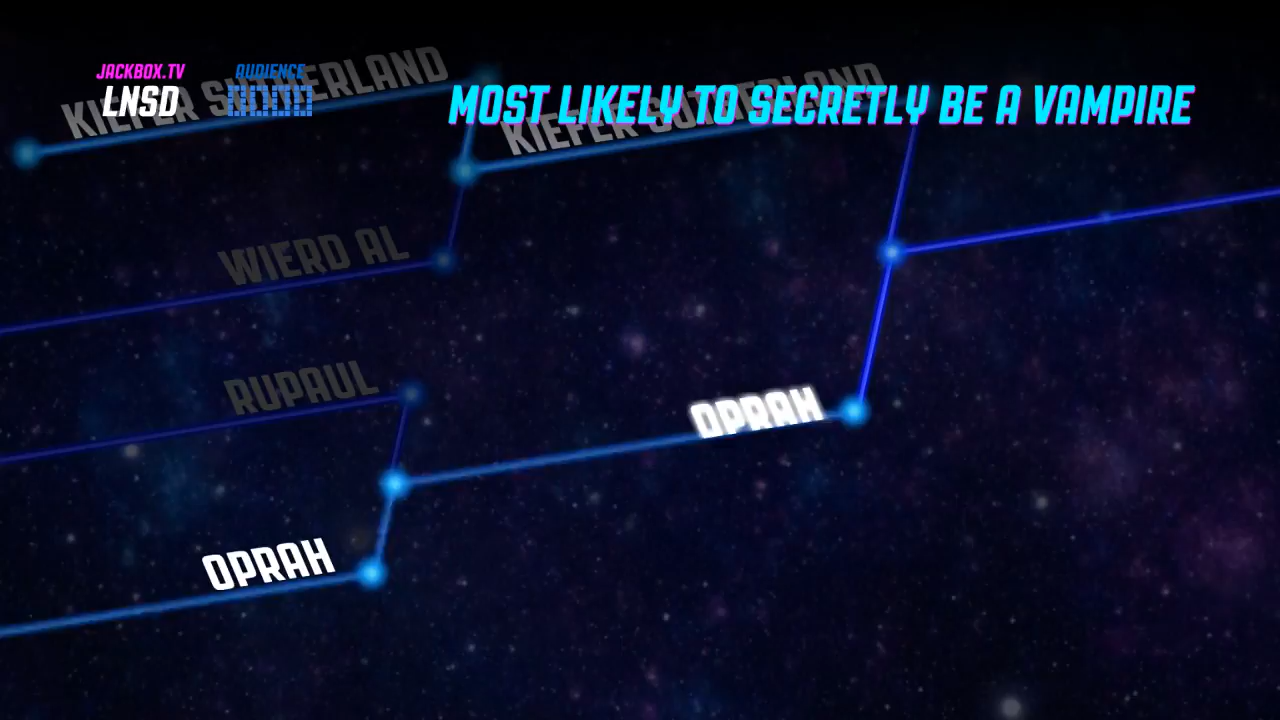 JACKBOX.TV
LNSD
AUDIENCE
MOST LIKELY TO SECRETLY BE A VAMPIRE
KIEFER SUTHERLAND
KIEFER SUTHERLAND
WIERD AL
RUPAUL
OPRAH
OPRAH